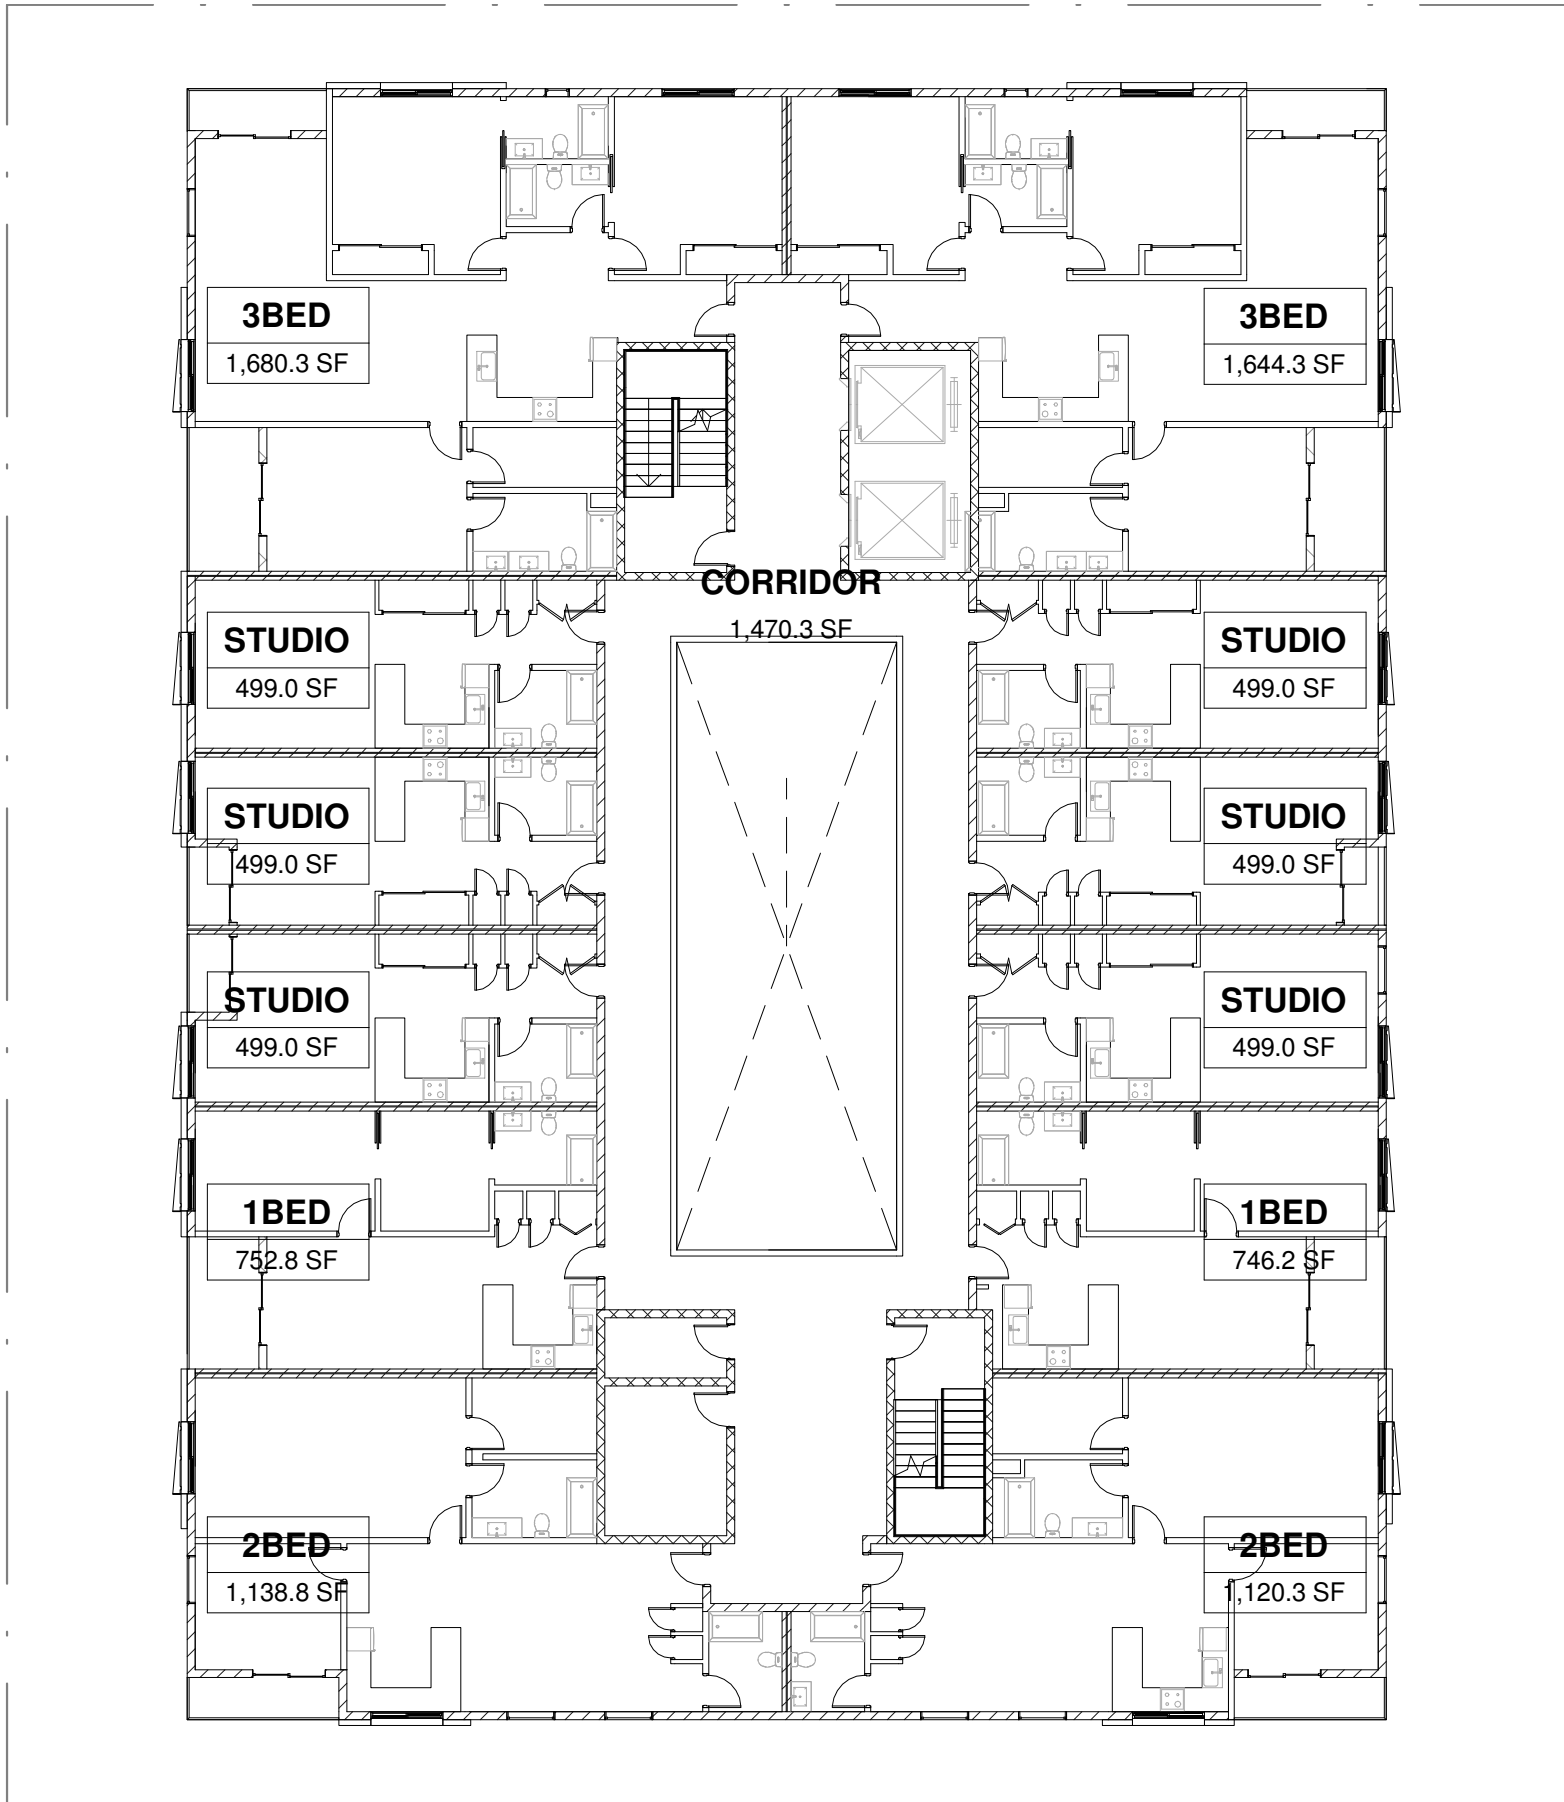 3BED
1,680.3 SF
3BED
1,644.3 SF
CORRIDOR
1,470.3 SF
STUDIO
499.0 SF
STUDIO
499.0 SF
STUDIO
499.0 SF
STUDIO
499.0 SF
STUDIO
499.0 SF
STUDIO
499.0 SF
1BED
752.8 SF
1BED
746.2 SF
2BED
1,138.8 SF
2BED
1,120.3 SF